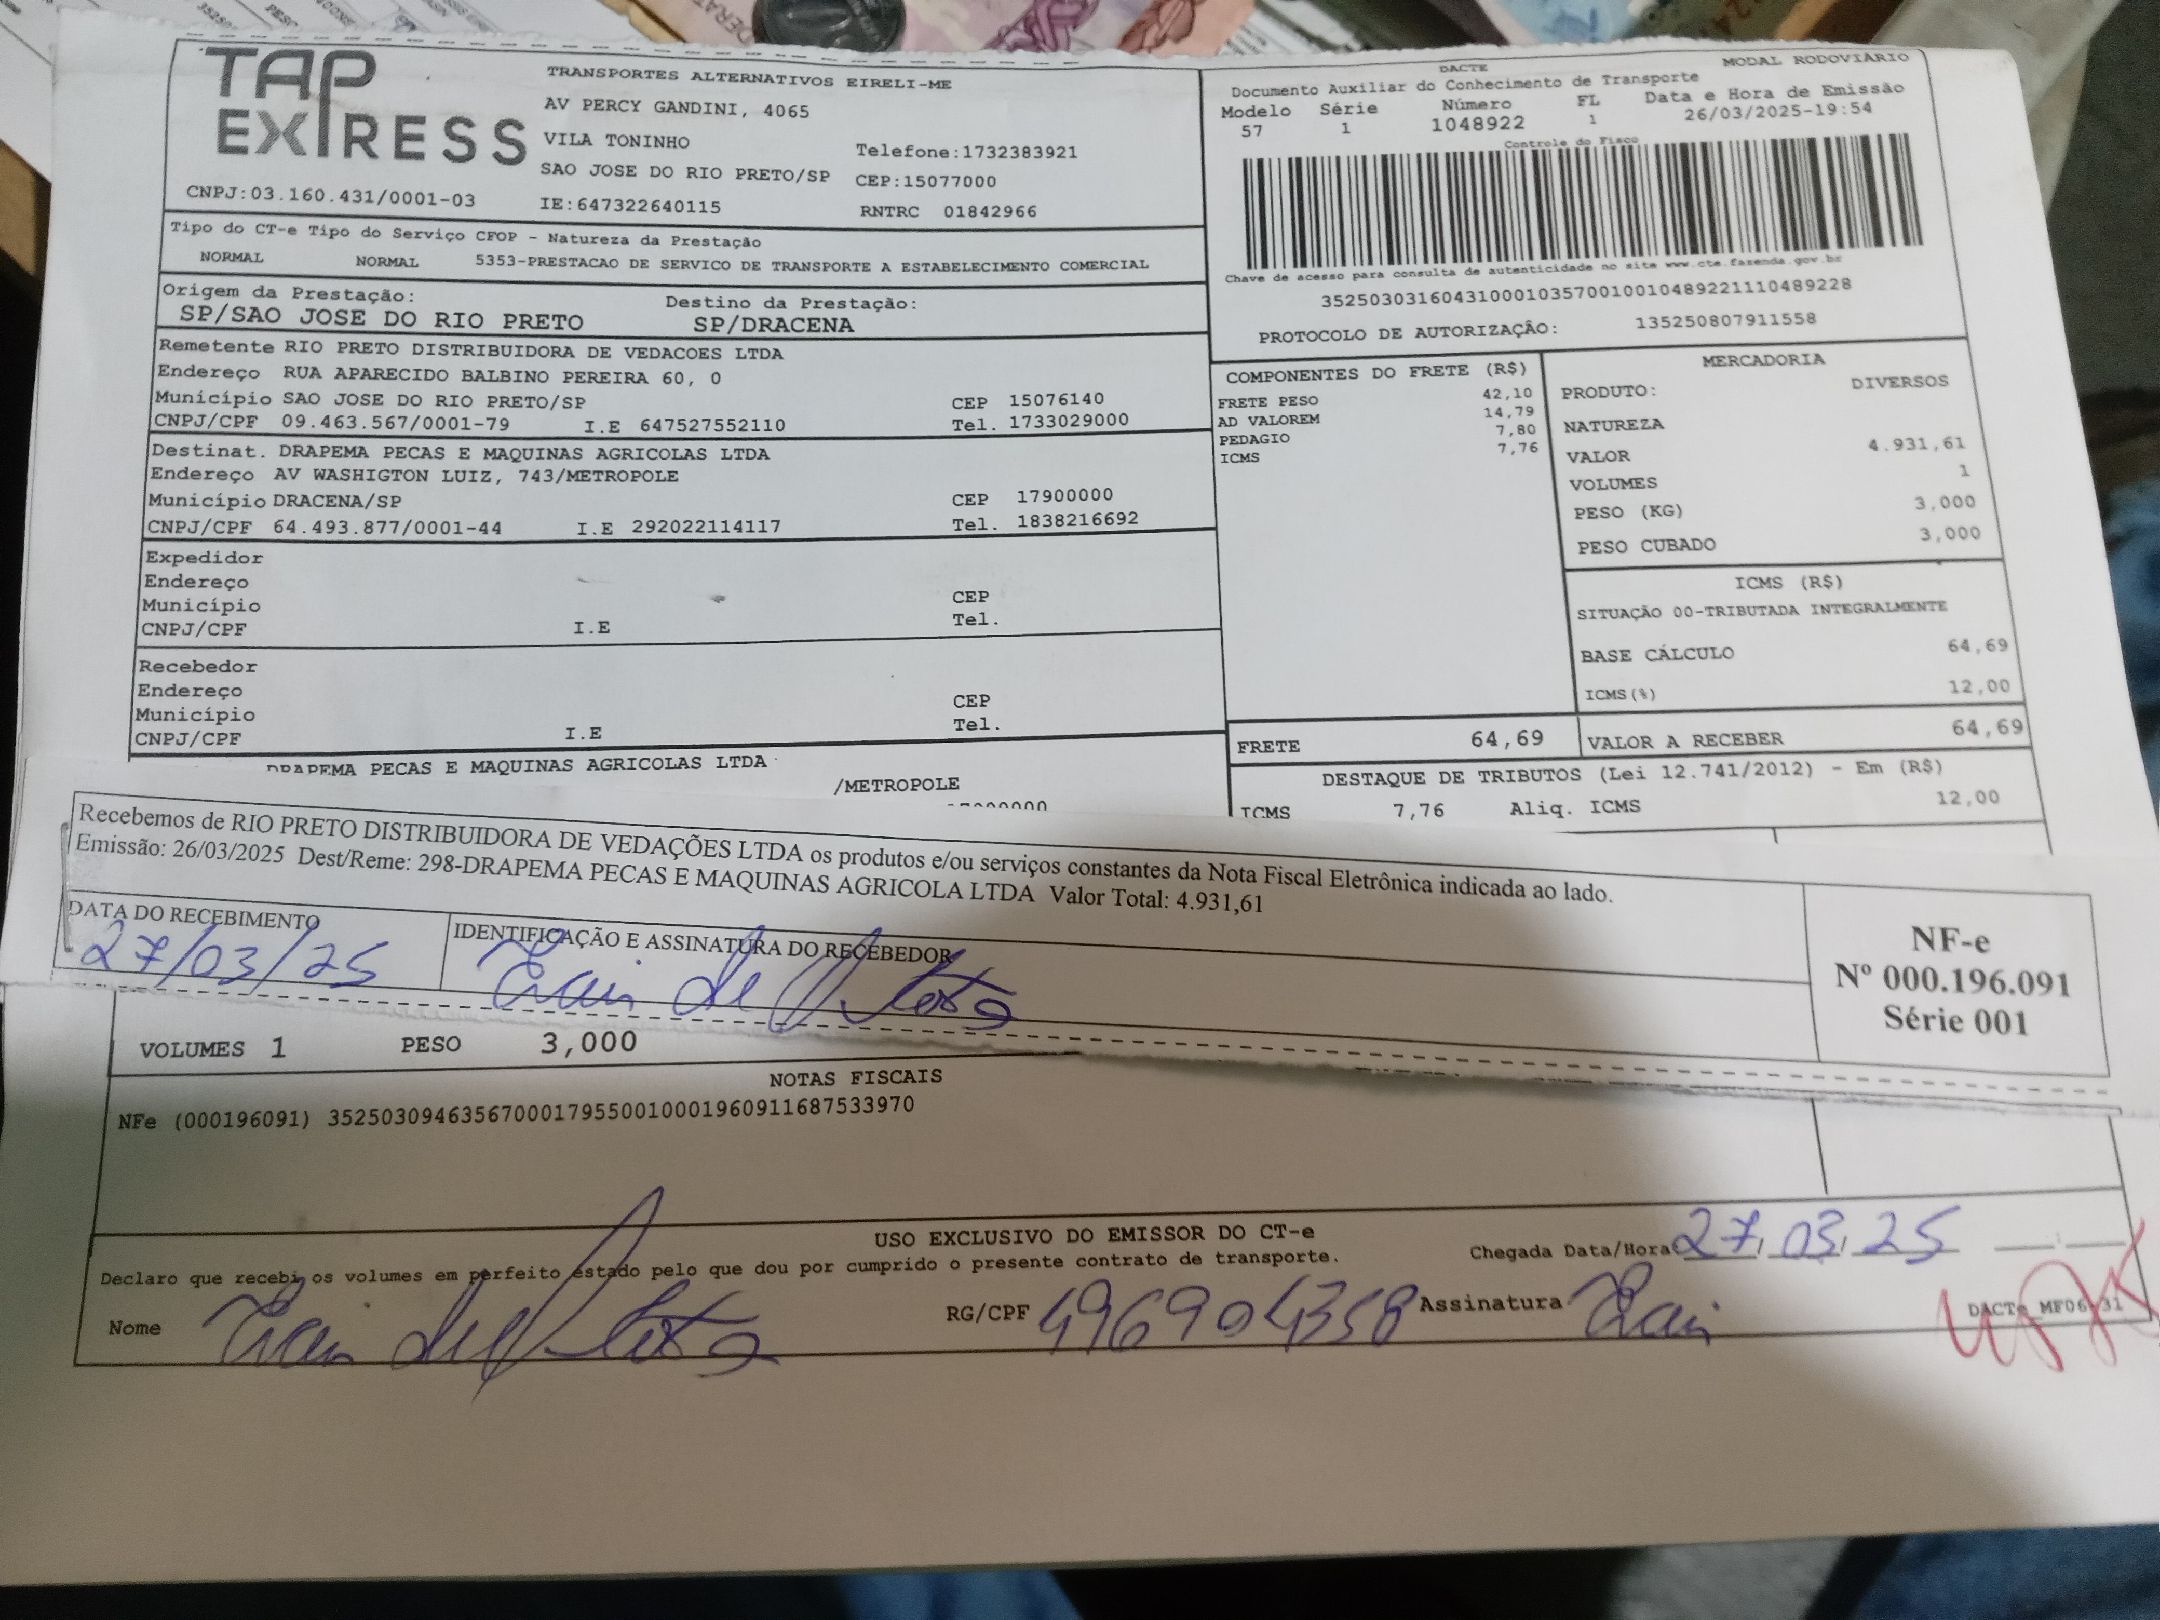 TAP EXPRESS
TRANSPORTES ALTERNATIVOS EIRELI-ME
AV PERCY GANDINI, 4065
VILA TONINHO
Telefone:1732383921
SAO JOSE DO RIO PRETO/SP CEP:15077000
CNPJ:03.160.431/0001-03 IE:647322640115 RNTRC 01842966
DACTE MODAL RODOVIÁRIO
Documento Auxiliar do Conhecimento de Transporte
Modelo Série Número FL Data e Hora de Emissão
57 1 1048922 1 26/03/2025-19:54
Controle do Fisco
Chave de acesso para consulta de autenticidade no site www.cte.fazenda.gov.br
35250303160431000103570010010489221110489228
PROTOCOLO DE AUTORIZAÇÃO: 135250807911558
Tipo do CT-e Tipo do Serviço CFOP - Natureza da Prestação
NORMAL NORMAL 5353-PRESTACAO DE SERVICO DE TRANSPORTE A ESTABELECIMENTO COMERCIAL
Origem da Prestação: Destino da Prestação:
SP/SAO JOSE DO RIO PRETO SP/DRACENA
Remetente RIO PRETO DISTRIBUIDORA DE VEDACOES LTDA
Endereço RUA APARECIDO BALBINO PEREIRA 60, 0
Município SAO JOSE DO RIO PRETO/SP CEP 15076140
CNPJ/CPF 09.463.567/0001-79 I.E 647527552110 Tel. 1733029000
Destinat. DRAPEMA PECAS E MAQUINAS AGRICOLAS LTDA
Endereço AV WASHIGTON LUIZ, 743/METROPOLE
Município DRACENA/SP CEP 17900000
CNPJ/CPF 64.493.877/0001-44 I.E 292022114117 Tel. 1838216692
Expedidor
Endereço
Município CEP
CNPJ/CPF I.E Tel.
Recebedor
Endereço
Município CEP
CNPJ/CPF I.E Tel.
DRAPEMA PECAS E MAQUINAS AGRICOLAS LTDA
/METROPOLE
COMPONENTES DO FRETE (R$)
FRETE PESO 42,10
AD VALOREM 14,79
PEDAGIO 7,80
ICMS 7,76
MERCADORIA
PRODUTO: DIVERSOS
NATUREZA
VALOR 4.931,61
VOLUMES 1
PESO (KG) 3,000
PESO CUBADO 3,000
ICMS (R$)
SITUAÇÃO 00-TRIBUTADA INTEGRALMENTE
BASE CÁLCULO 64,69
ICMS(%) 12,00
FRETE 64,69 VALOR A RECEBER 64,69
DESTAQUE DE TRIBUTOS (Lei 12.741/2012) - Em (R$)
ICMS 7,76 Aliq. ICMS 12,00
Recebemos de RIO PRETO DISTRIBUIDORA DE VEDAÇÕES LTDA os produtos e/ou serviços constantes da Nota Fiscal Eletrônica indicada ao lado.
Emissão: 26/03/2025 Dest/Reme: 298-DRAPEMA PECAS E MAQUINAS AGRICOLA LTDA Valor Total: 4.931,61
DATA DO RECEBIMENTO IDENTIFICAÇÃO E ASSINATURA DO RECEBEDOR
27/03/25
NF-e
Nº 000.196.091
Série 001
VOLUMES 1 PESO 3,000
NOTAS FISCAIS
NFe (000196091) 35250309463567000179550010001960911687533970
USO EXCLUSIVO DO EMISSOR DO CT-e
Declaro que recebi os volumes em perfeito estado pelo que dou por cumprido o presente contrato de transporte.
Chegada Data/Hora 27,03,25
Nome RG/CPF 496904358 Assinatura
DACTe MF06-31